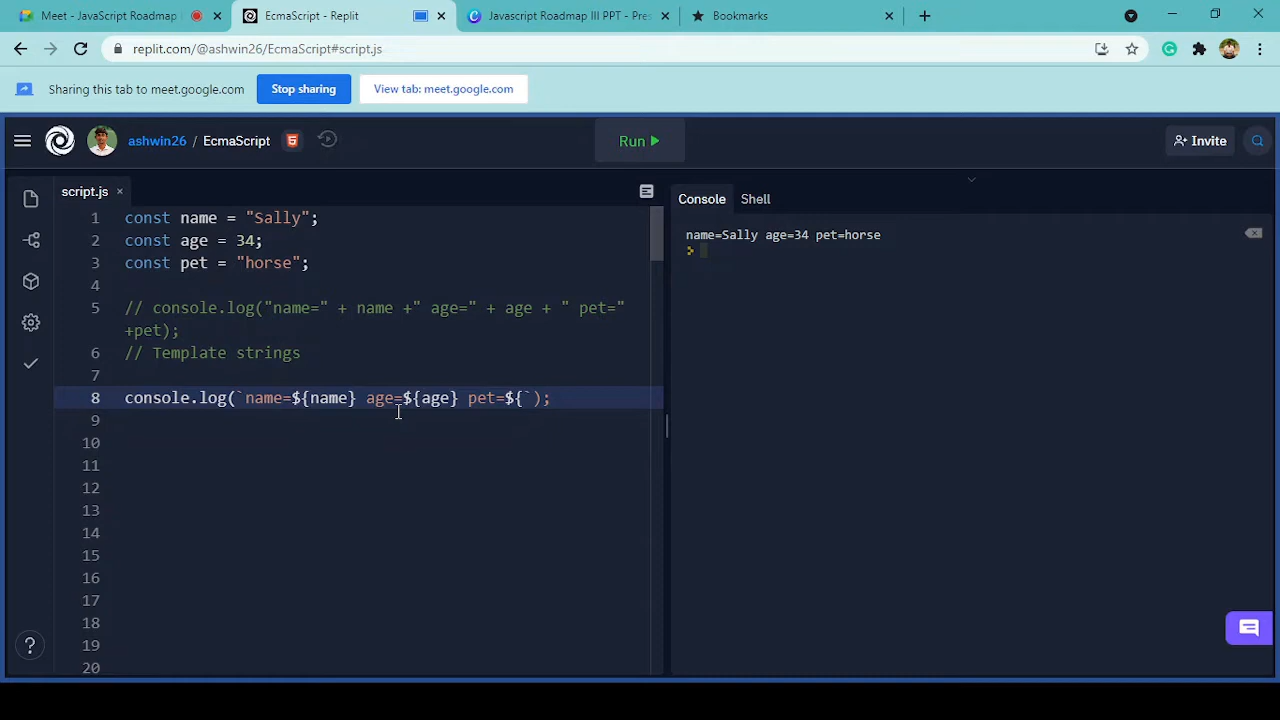 Meet - JavaScript Roadmap
EcmaScript - Replit
Javascript Roadmap III PPT - Pres
Bookmarks
replit.com/@ashwin26/EcmaScript#script.js
Sharing this tab to meet.google.com
Stop sharing
View tab: meet.google.com
ashwin26 / EcmaScript
Run
Invite
script.js
Console
Shell
1 const name = "Sally";
2 const age = 34;
3 const pet = "horse";
4
5 // console.log("name=" + name +" age=" + age + " pet="
+pet);
6 // Template strings
7
8 console.log(`name=${name} age=${age} pet=${`);
9
10
11
12
13
14
15
16
17
18
19
20
name=Sally age=34 pet=horse
>
?